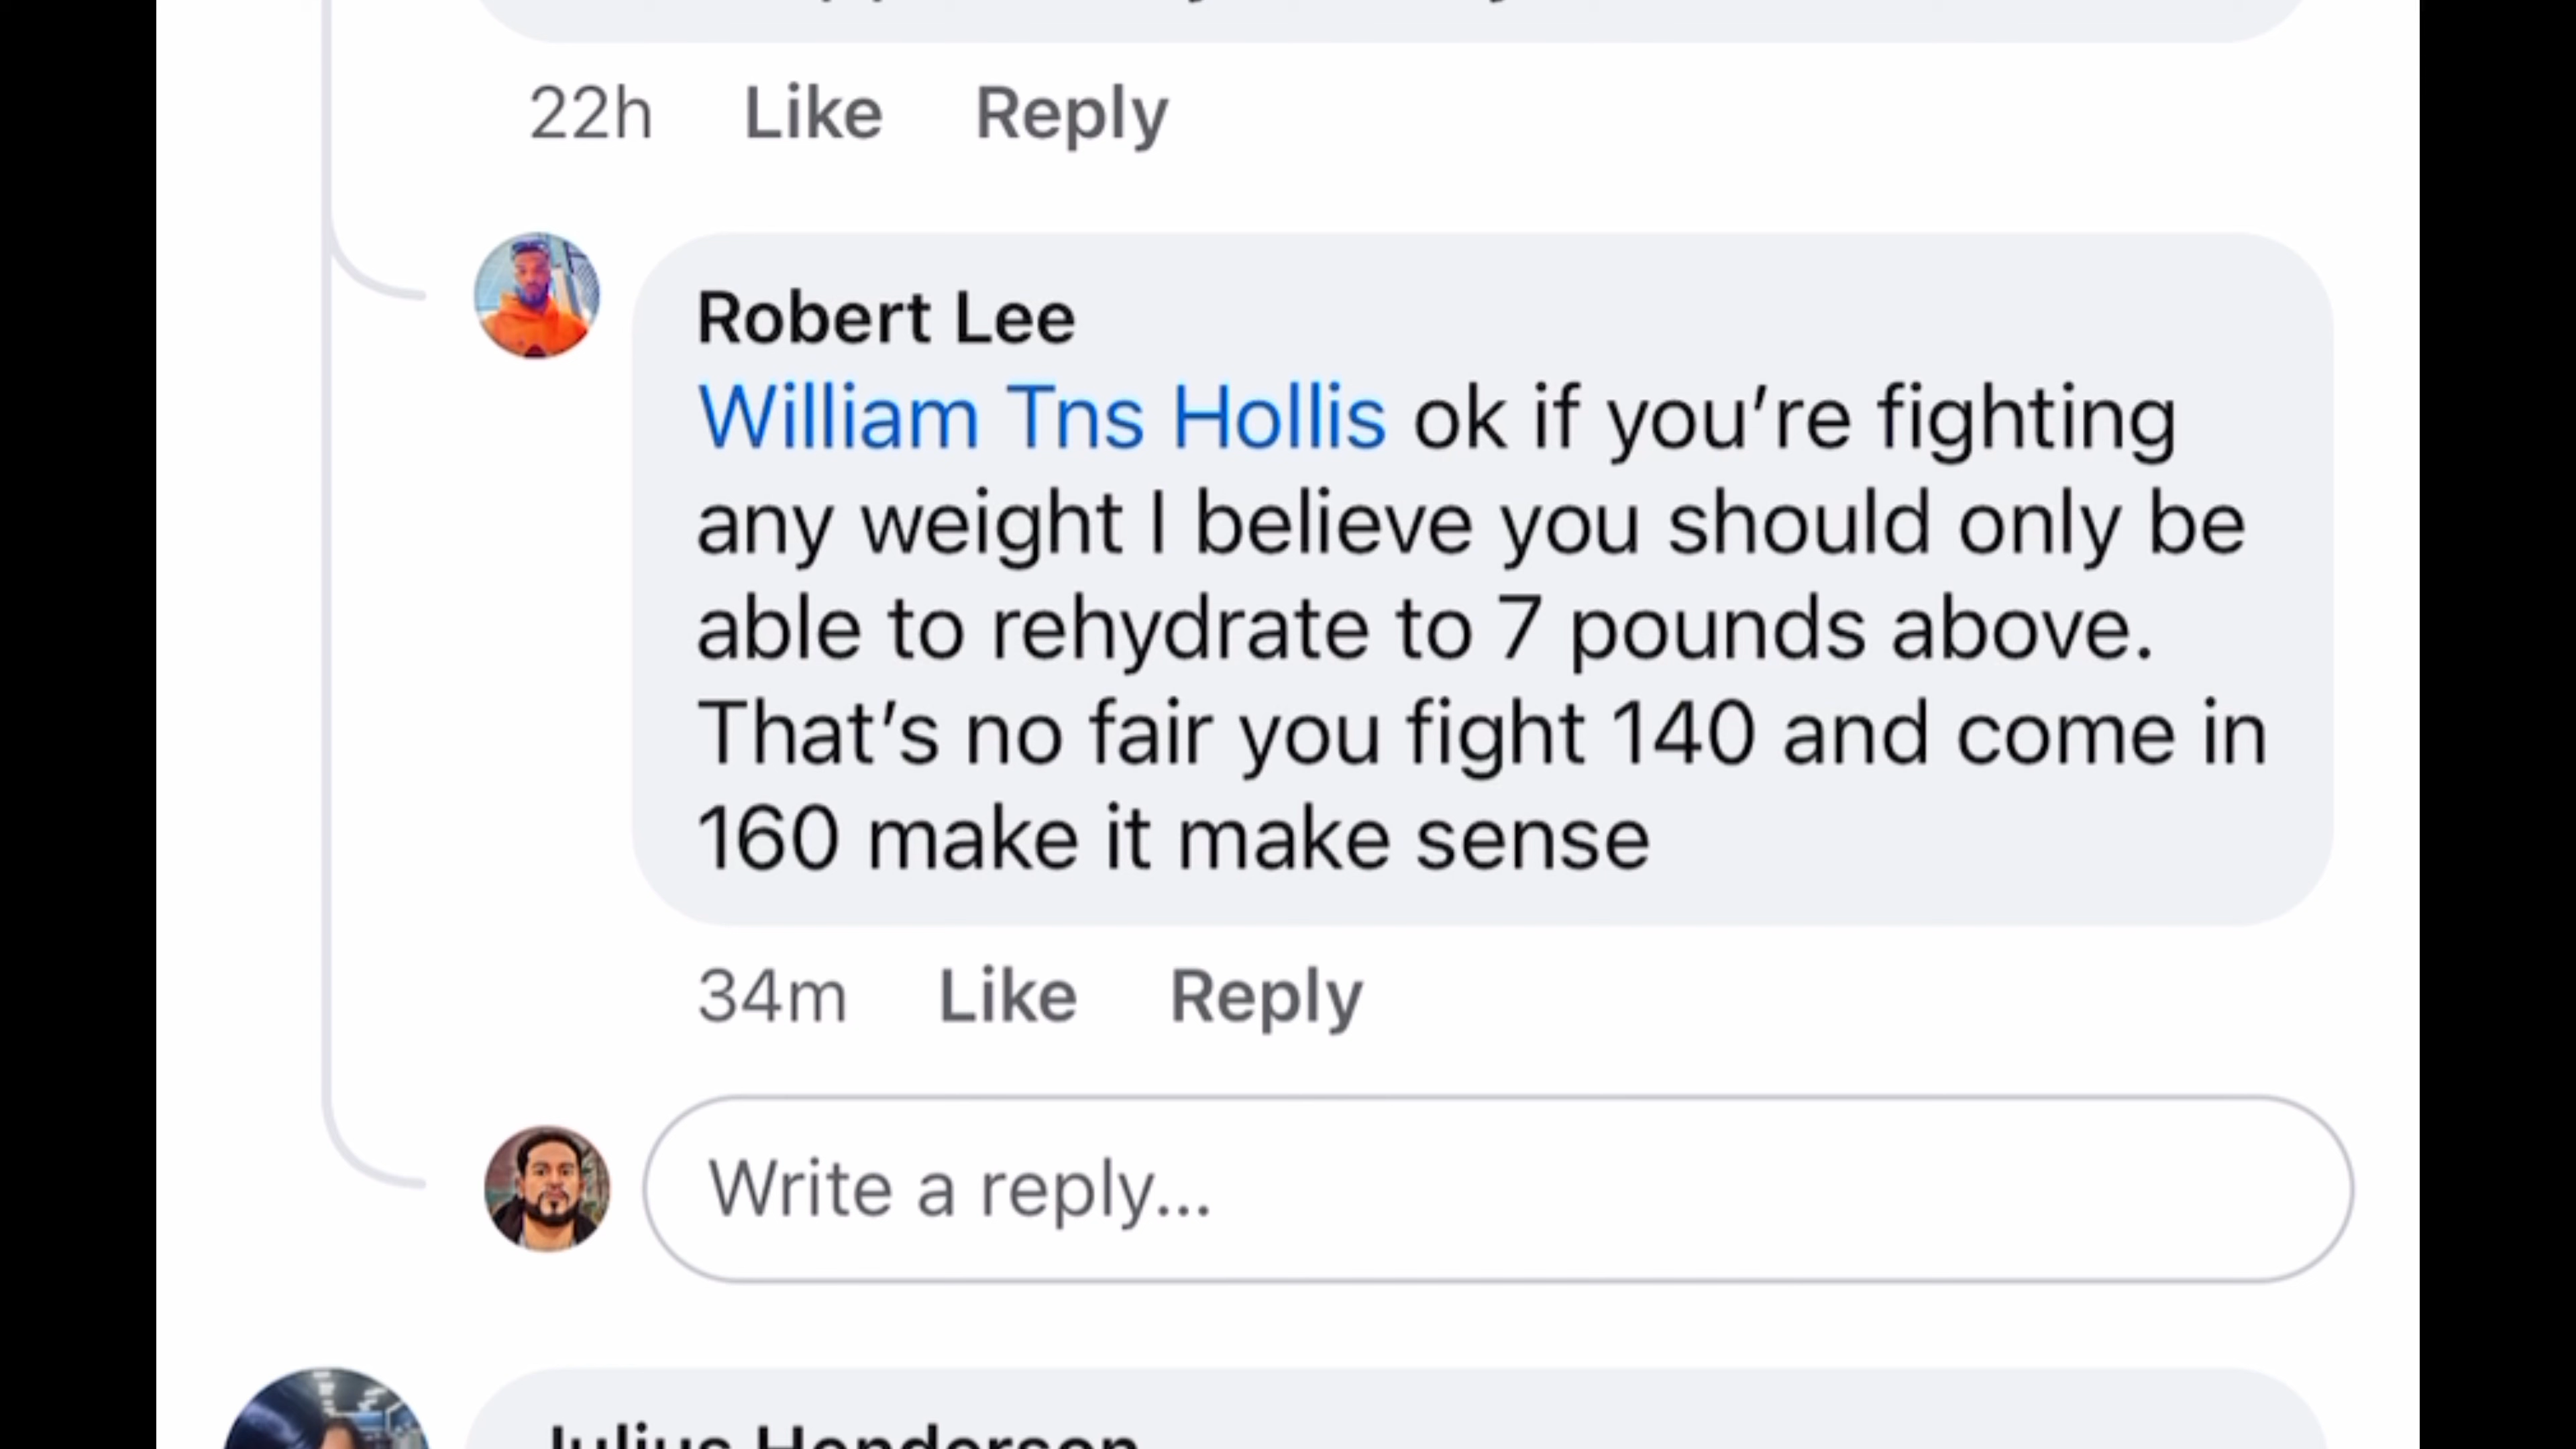 22h Like Reply
Robert Lee
William Tns Hollis ok if you're fighting
any weight I believe you should only be
able to rehydrate to 7 pounds above.
That's no fair you fight 140 and come in
160 make it make sense
34m Like Reply
Write a reply...
Julius Henderson